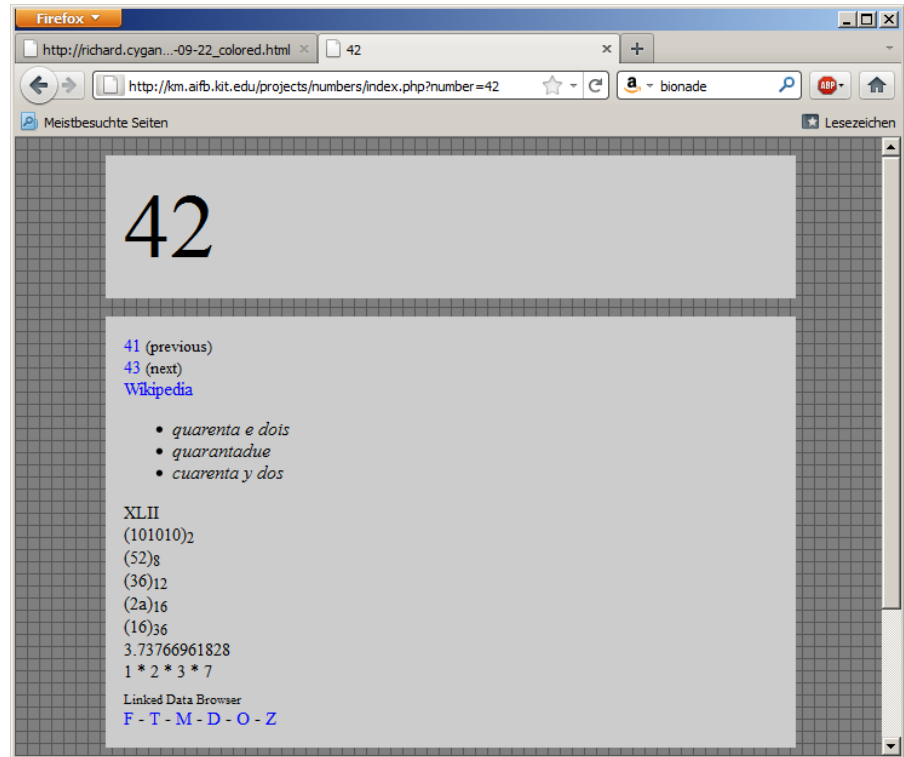 Firefox
http://richard.cygan...-09-22_colored.html × 42 × +
http://km.aifb.kit.edu/projects/numbers/index.php?number=42 a bionade ABP
Meistbesuchte Seiten Lesezeichen
42
41 (previous)
43 (next)
Wikipedia
• quarenta e dois
• quarantadue
• cuarenta y dos
XLII
(101010)2
(52)8
(36)12
(2a)16
(16)36
3.73766961828
1 * 2 * 3 * 7
Linked Data Browser
F - T - M - D - O - Z